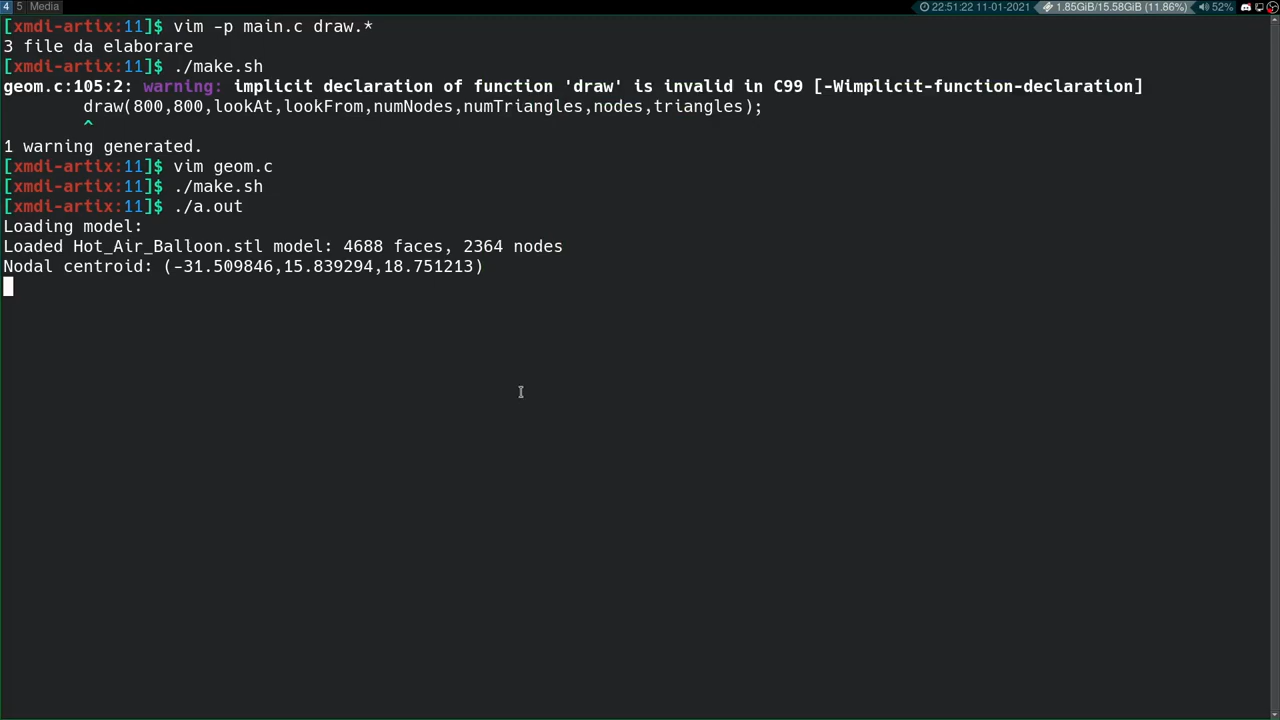 4 5 Media 22:51:22 11-01-2021 1.85GiB/15.58GiB (11.86%) 52%
[xmdi-artix:11]$ vim -p main.c draw.*
3 file da elaborare
[xmdi-artix:11]$ ./make.sh
geom.c:105:2: warning: implicit declaration of function 'draw' is invalid in C99 [-Wimplicit-function-declaration]
        draw(800,800,lookAt,lookFrom,numNodes,numTriangles,nodes,triangles);
        ^
1 warning generated.
[xmdi-artix:11]$ vim geom.c
[xmdi-artix:11]$ ./make.sh
[xmdi-artix:11]$ ./a.out
Loading model:
Loaded Hot_Air_Balloon.stl model: 4688 faces, 2364 nodes
Nodal centroid: (-31.509846,15.839294,18.751213)